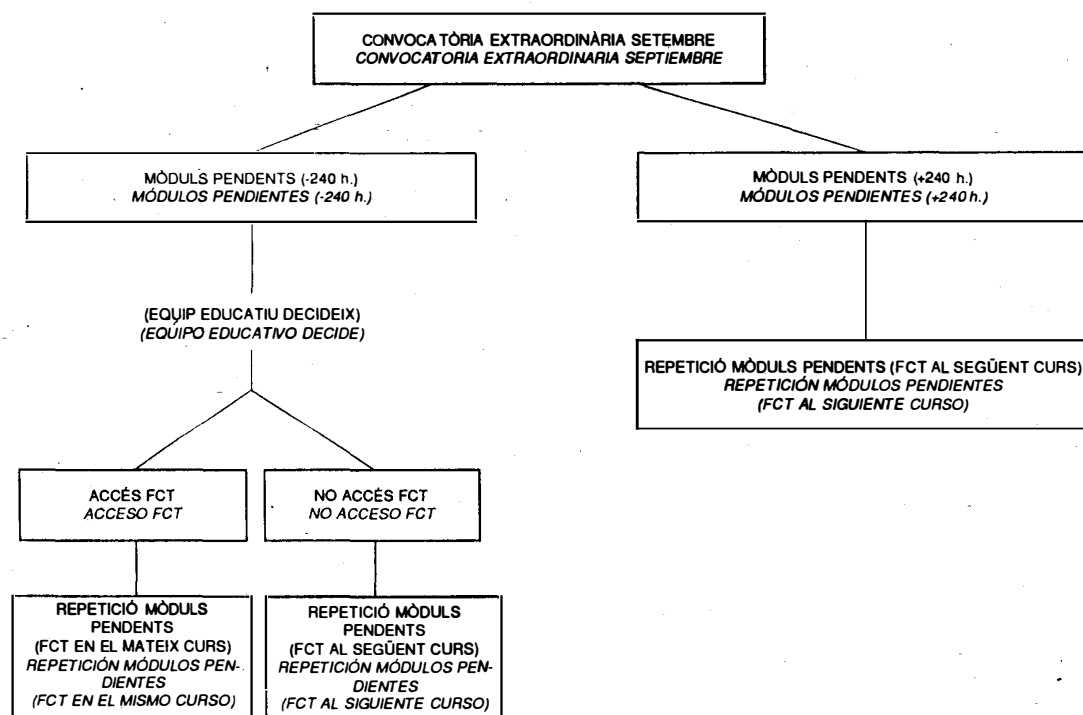 CONVOCATÒRIA EXTRAORDINÀRIA SETEMBRE
CONVOCATORIA EXTRAORDINARIA SEPTIEMBRE
MÒDULS PENDENTS (-240 h.)
MÓDULOS PENDIENTES (-240 h.)
MÒDULS PENDENTS (+240 h.)
MÓDULOS PENDIENTES (+240 h.)
(EQUIP EDUCATIU DECIDEIX)
(EQUIPO EDUCATIVO DECIDE)
REPETICIÓ MÒDULS PENDENTS (FCT AL SEGÜENT CURS)
REPETICIÓN MÓDULOS PENDIENTES
(FCT AL SIGUIENTE CURSO)
ACCÉS FCT
ACCESO FCT
NO ACCÉS FCT
NO ACCESO FCT
REPETICIÓ MÒDULS
PENDENTS
(FCT EN EL MATEIX CURS)
REPETICIÓN MÓDULOS PEN-
DIENTES
(FCT EN EL MISMO CURSO)
REPETICIÓ MÒDULS
PENDENTS
(FCT AL SEGÜENT CURS)
REPETICIÓN MÓDULOS PEN-
DIENTES
(FCT AL SIGUIENTE CURSO)